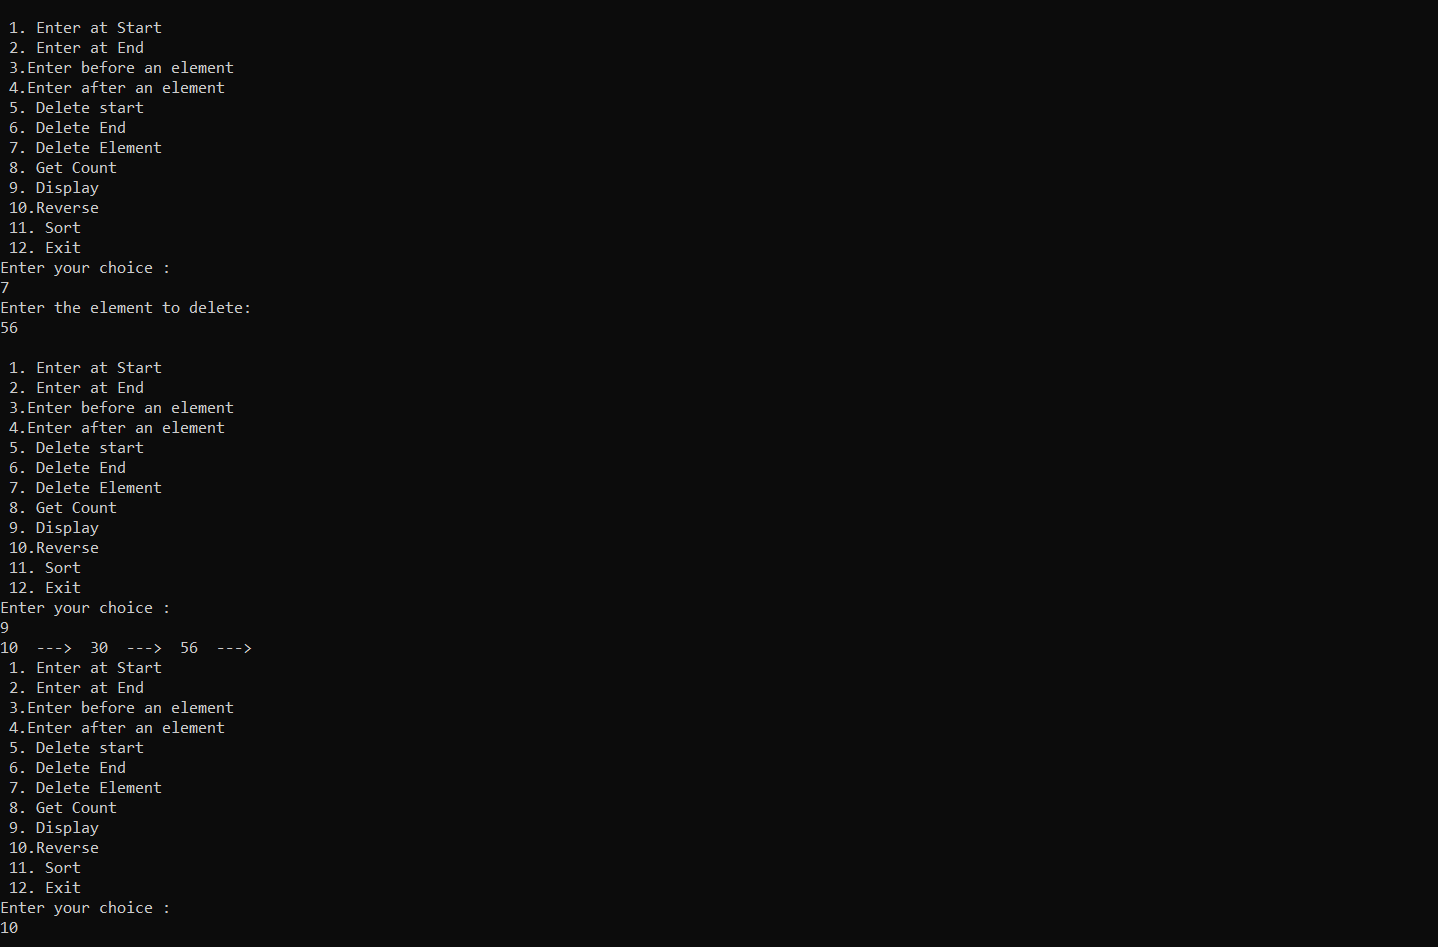 1. Enter at Start
2. Enter at End
3.Enter before an element
4.Enter after an element
5. Delete start
6. Delete End
7. Delete Element
8. Get Count
9. Display
10.Reverse
11. Sort
12. Exit
Enter your choice :
7
Enter the element to delete:
56
1. Enter at Start
2. Enter at End
3.Enter before an element
4.Enter after an element
5. Delete start
6. Delete End
7. Delete Element
8. Get Count
9. Display
10.Reverse
11. Sort
12. Exit
Enter your choice :
9
10  --->  30  --->  56  --->
1. Enter at Start
2. Enter at End
3.Enter before an element
4.Enter after an element
5. Delete start
6. Delete End
7. Delete Element
8. Get Count
9. Display
10.Reverse
11. Sort
12. Exit
Enter your choice :
10